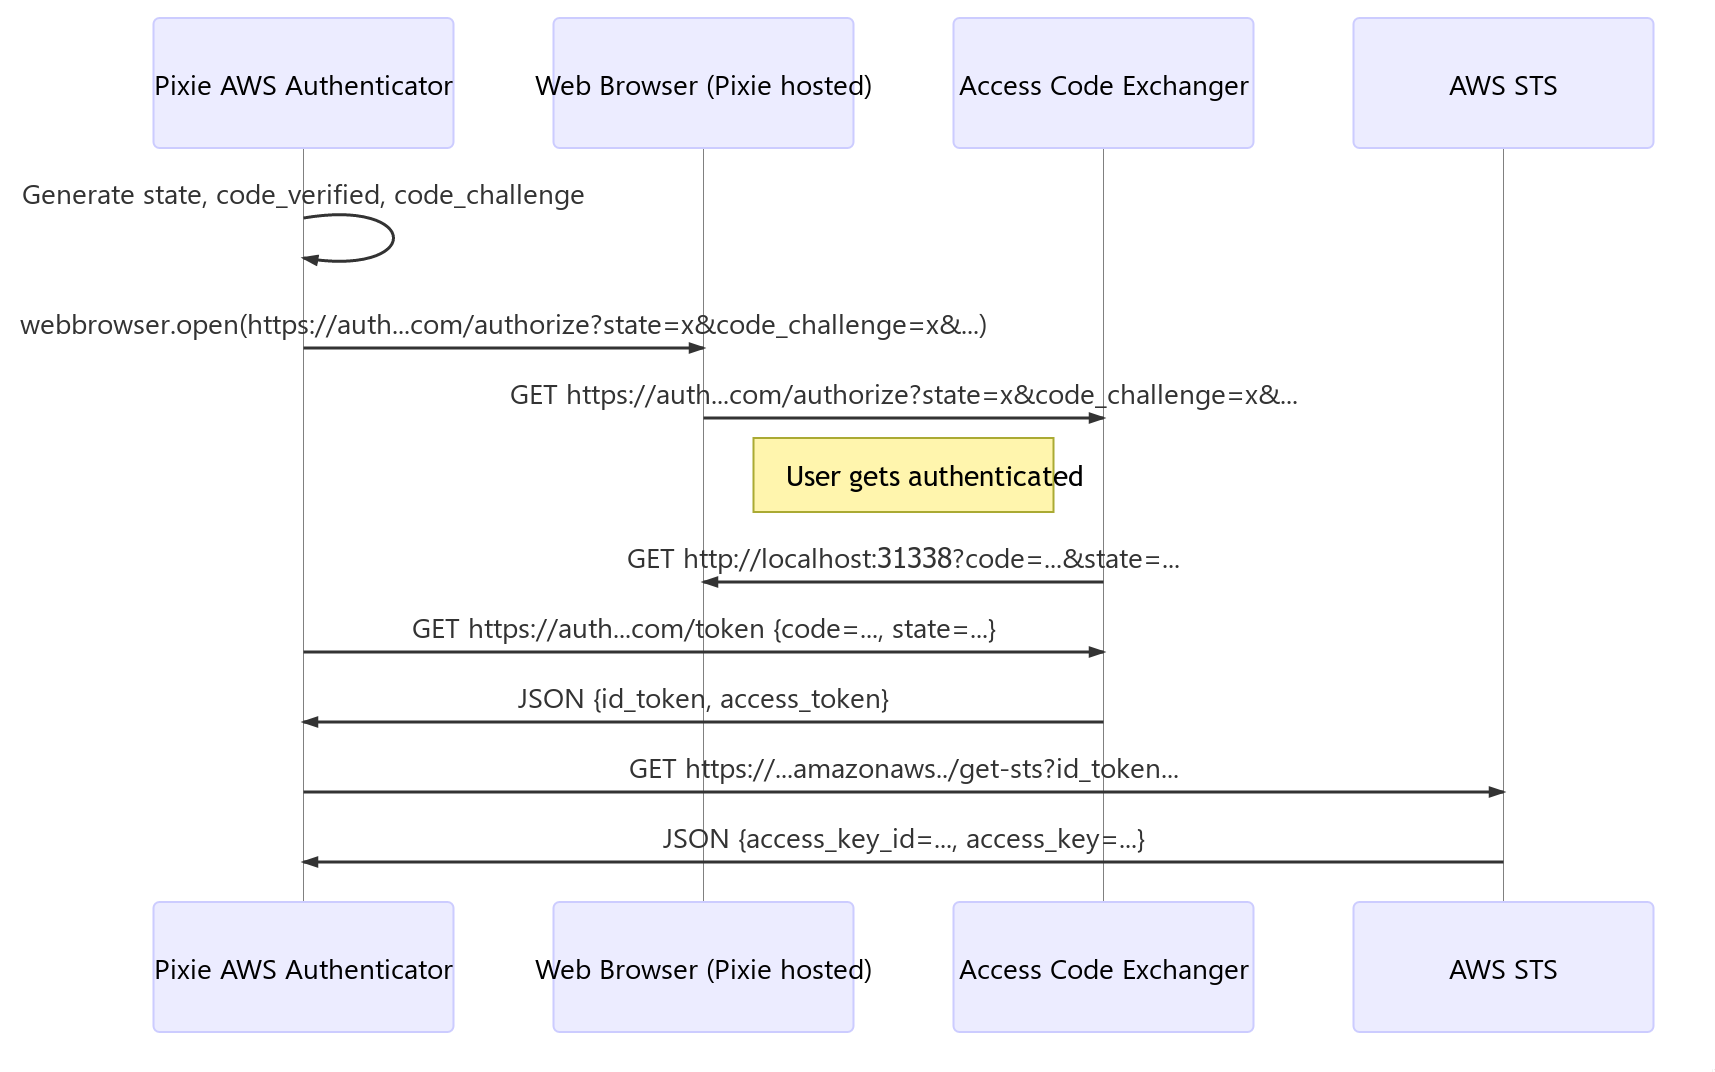 Pixie AWS Authenticator
Web Browser (Pixie hosted)
Access Code Exchanger
AWS STS
Generate state, code_verified, code_challenge
webbrowser.open(https://auth...com/authorize?state=x&code_challenge=x&...)
GET https://auth...com/authorize?state=x&code_challenge=x&...
User gets authenticated
GET http://localhost:31338?code=...&state=...
GET https://auth...com/token {code=..., state=...}
JSON {id_token, access_token}
GET https://...amazonaws../get-sts?id_token...
JSON {access_key_id=..., access_key=...}
Pixie AWS Authenticator
Web Browser (Pixie hosted)
Access Code Exchanger
AWS STS